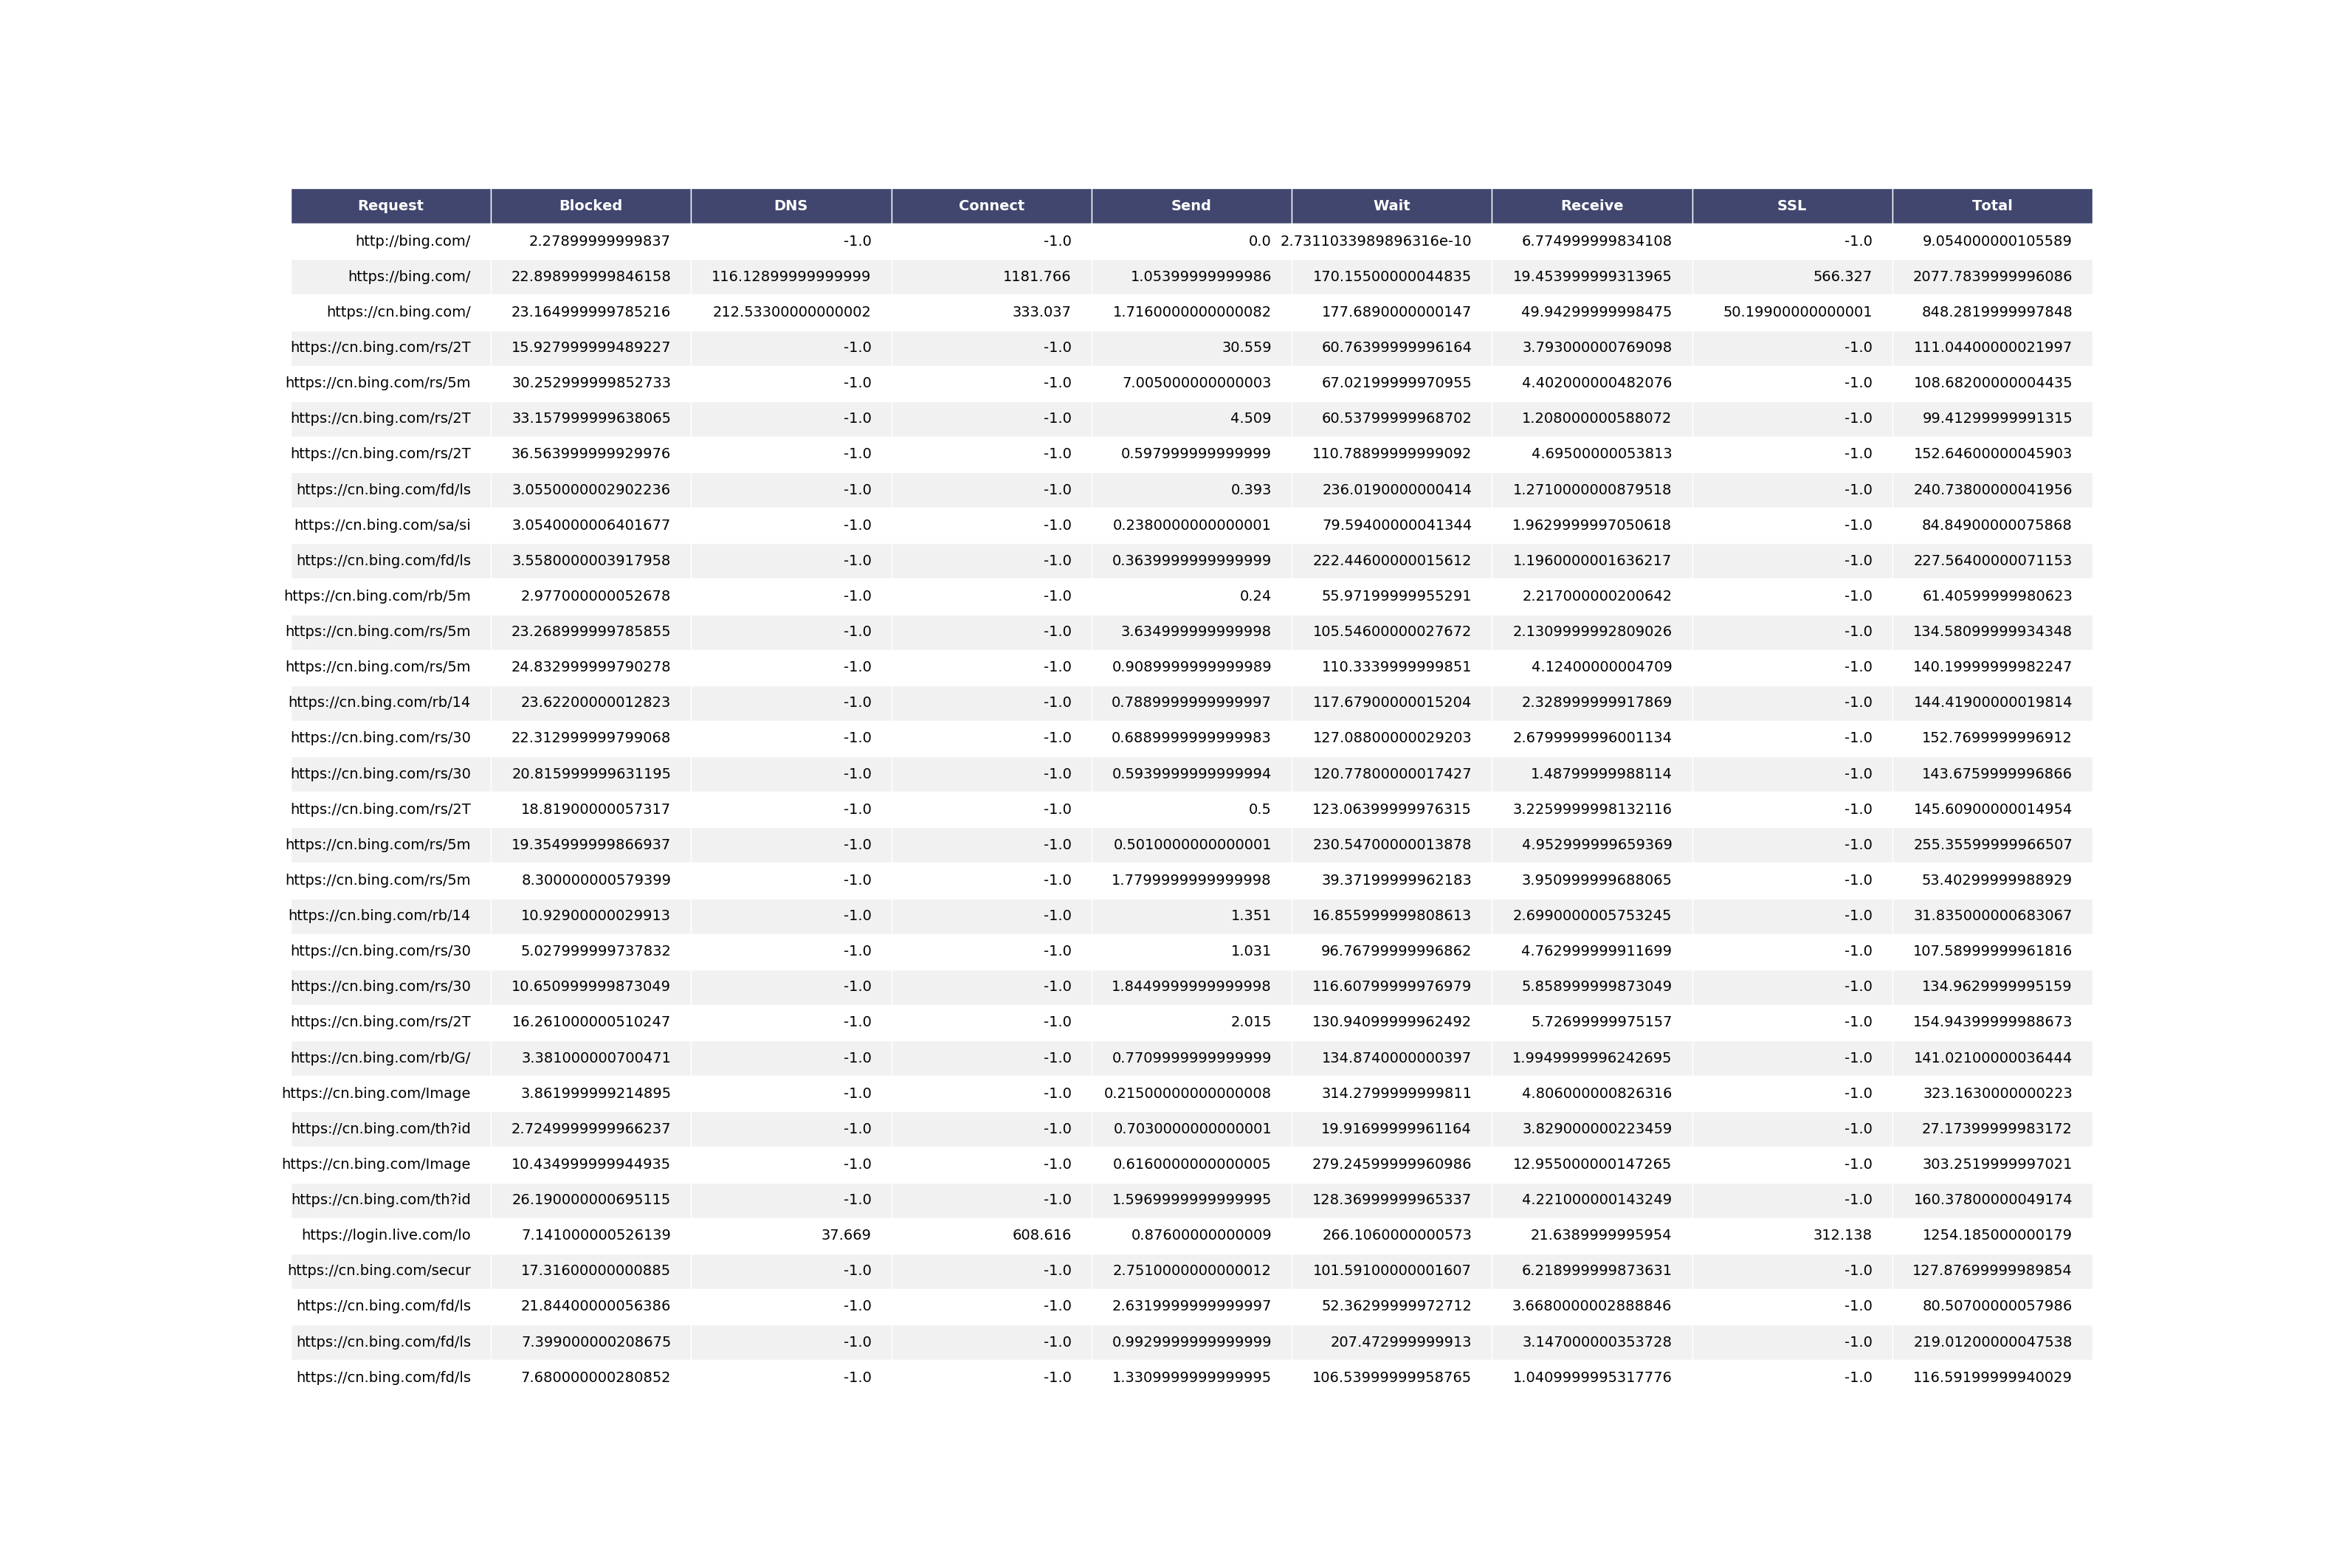 Request Blocked DNS Connect Send Wait Receive SSL Total
http://bing.com/ 2.27899999999837 -1.0 -1.0 0.0 2.7311033989896316e-10 6.774999999834108 -1.0 9.054000000105589
https://bing.com/ 22.898999999846158 116.12899999999999 1181.766 1.05399999999986 170.15500000044835 19.453999999313965 566.327 2077.7839999996086
https://cn.bing.com/ 23.164999999785216 212.53300000000002 333.037 1.7160000000000082 177.6890000000147 49.94299999998475 50.19900000000001 848.2819999997848
https://cn.bing.com/rs/2T 15.927999999489227 -1.0 -1.0 30.559 60.76399999996164 3.793000000769098 -1.0 111.04400000021997
https://cn.bing.com/rs/5m 30.252999999852733 -1.0 -1.0 7.005000000000003 67.02199999970955 4.402000000482076 -1.0 108.68200000004435
https://cn.bing.com/rs/2T 33.157999999638065 -1.0 -1.0 4.509 60.53799999968702 1.208000000588072 -1.0 99.41299999991315
https://cn.bing.com/rs/2T 36.563999999929976 -1.0 -1.0 0.597999999999999 110.78899999999092 4.69500000053813 -1.0 152.64600000045903
https://cn.bing.com/fd/ls 3.0550000002902236 -1.0 -1.0 0.393 236.0190000000414 1.2710000000879518 -1.0 240.73800000041956
https://cn.bing.com/sa/si 3.0540000006401677 -1.0 -1.0 0.2380000000000001 79.59400000041344 1.9629999997050618 -1.0 84.84900000075868
https://cn.bing.com/fd/ls 3.5580000003917958 -1.0 -1.0 0.3639999999999999 222.44600000015612 1.1960000001636217 -1.0 227.56400000071153
https://cn.bing.com/rb/5m 2.977000000052678 -1.0 -1.0 0.24 55.97199999955291 2.217000000200642 -1.0 61.40599999980623
https://cn.bing.com/rs/5m 23.268999999785855 -1.0 -1.0 3.634999999999998 105.54600000027672 2.1309999992809026 -1.0 134.58099999934348
https://cn.bing.com/rs/5m 24.832999999790278 -1.0 -1.0 0.9089999999999989 110.3339999999851 4.12400000004709 -1.0 140.19999999982247
https://cn.bing.com/rb/14 23.62200000012823 -1.0 -1.0 0.7889999999999997 117.67900000015204 2.328999999917869 -1.0 144.41900000019814
https://cn.bing.com/rs/30 22.312999999799068 -1.0 -1.0 0.6889999999999983 127.08800000029203 2.6799999996001134 -1.0 152.7699999996912
https://cn.bing.com/rs/30 20.815999999631195 -1.0 -1.0 0.5939999999999994 120.77800000017427 1.48799999988114 -1.0 143.6759999996866
https://cn.bing.com/rs/2T 18.81900000057317 -1.0 -1.0 0.5 123.06399999976315 3.2259999998132116 -1.0 145.60900000014954
https://cn.bing.com/rs/5m 19.354999999866937 -1.0 -1.0 0.5010000000000001 230.54700000013878 4.952999999659369 -1.0 255.35599999966507
https://cn.bing.com/rs/5m 8.300000000579399 -1.0 -1.0 1.7799999999999998 39.37199999962183 3.950999999688065 -1.0 53.40299999988929
https://cn.bing.com/rb/14 10.92900000029913 -1.0 -1.0 1.351 16.855999999808613 2.6990000005753245 -1.0 31.835000000683067
https://cn.bing.com/rs/30 5.027999999737832 -1.0 -1.0 1.031 96.76799999996862 4.762999999911699 -1.0 107.58999999961816
https://cn.bing.com/rs/30 10.650999999873049 -1.0 -1.0 1.8449999999999998 116.60799999976979 5.858999999873049 -1.0 134.9629999995159
https://cn.bing.com/rs/2T 16.261000000510247 -1.0 -1.0 2.015 130.94099999962492 5.72699999975157 -1.0 154.94399999988673
https://cn.bing.com/rb/G/ 3.381000000700471 -1.0 -1.0 0.7709999999999999 134.8740000000397 1.9949999996242695 -1.0 141.02100000036444
https://cn.bing.com/Image 3.861999999214895 -1.0 -1.0 0.21500000000000008 314.2799999999811 4.806000000826316 -1.0 323.1630000000223
https://cn.bing.com/th?id 2.7249999999966237 -1.0 -1.0 0.7030000000000001 19.91699999961164 3.829000000223459 -1.0 27.17399999983172
https://cn.bing.com/Image 10.434999999944935 -1.0 -1.0 0.6160000000000005 279.24599999960986 12.955000000147265 -1.0 303.2519999997021
https://cn.bing.com/th?id 26.190000000695115 -1.0 -1.0 1.5969999999999995 128.36999999965337 4.221000000143249 -1.0 160.37800000049174
https://login.live.com/lo 7.141000000526139 37.669 608.616 0.87600000000009 266.1060000000573 21.6389999995954 312.138 1254.185000000179
https://cn.bing.com/secur 17.31600000000885 -1.0 -1.0 2.7510000000000012 101.59100000001607 6.218999999873631 -1.0 127.87699999989854
https://cn.bing.com/fd/ls 21.84400000056386 -1.0 -1.0 2.6319999999999997 52.36299999972712 3.6680000002888846 -1.0 80.50700000057986
https://cn.bing.com/fd/ls 7.399000000208675 -1.0 -1.0 0.9929999999999999 207.472999999913 3.147000000353728 -1.0 219.01200000047538
https://cn.bing.com/fd/ls 7.680000000280852 -1.0 -1.0 1.3309999999999995 106.53999999958765 1.0409999995317776 -1.0 116.59199999940029